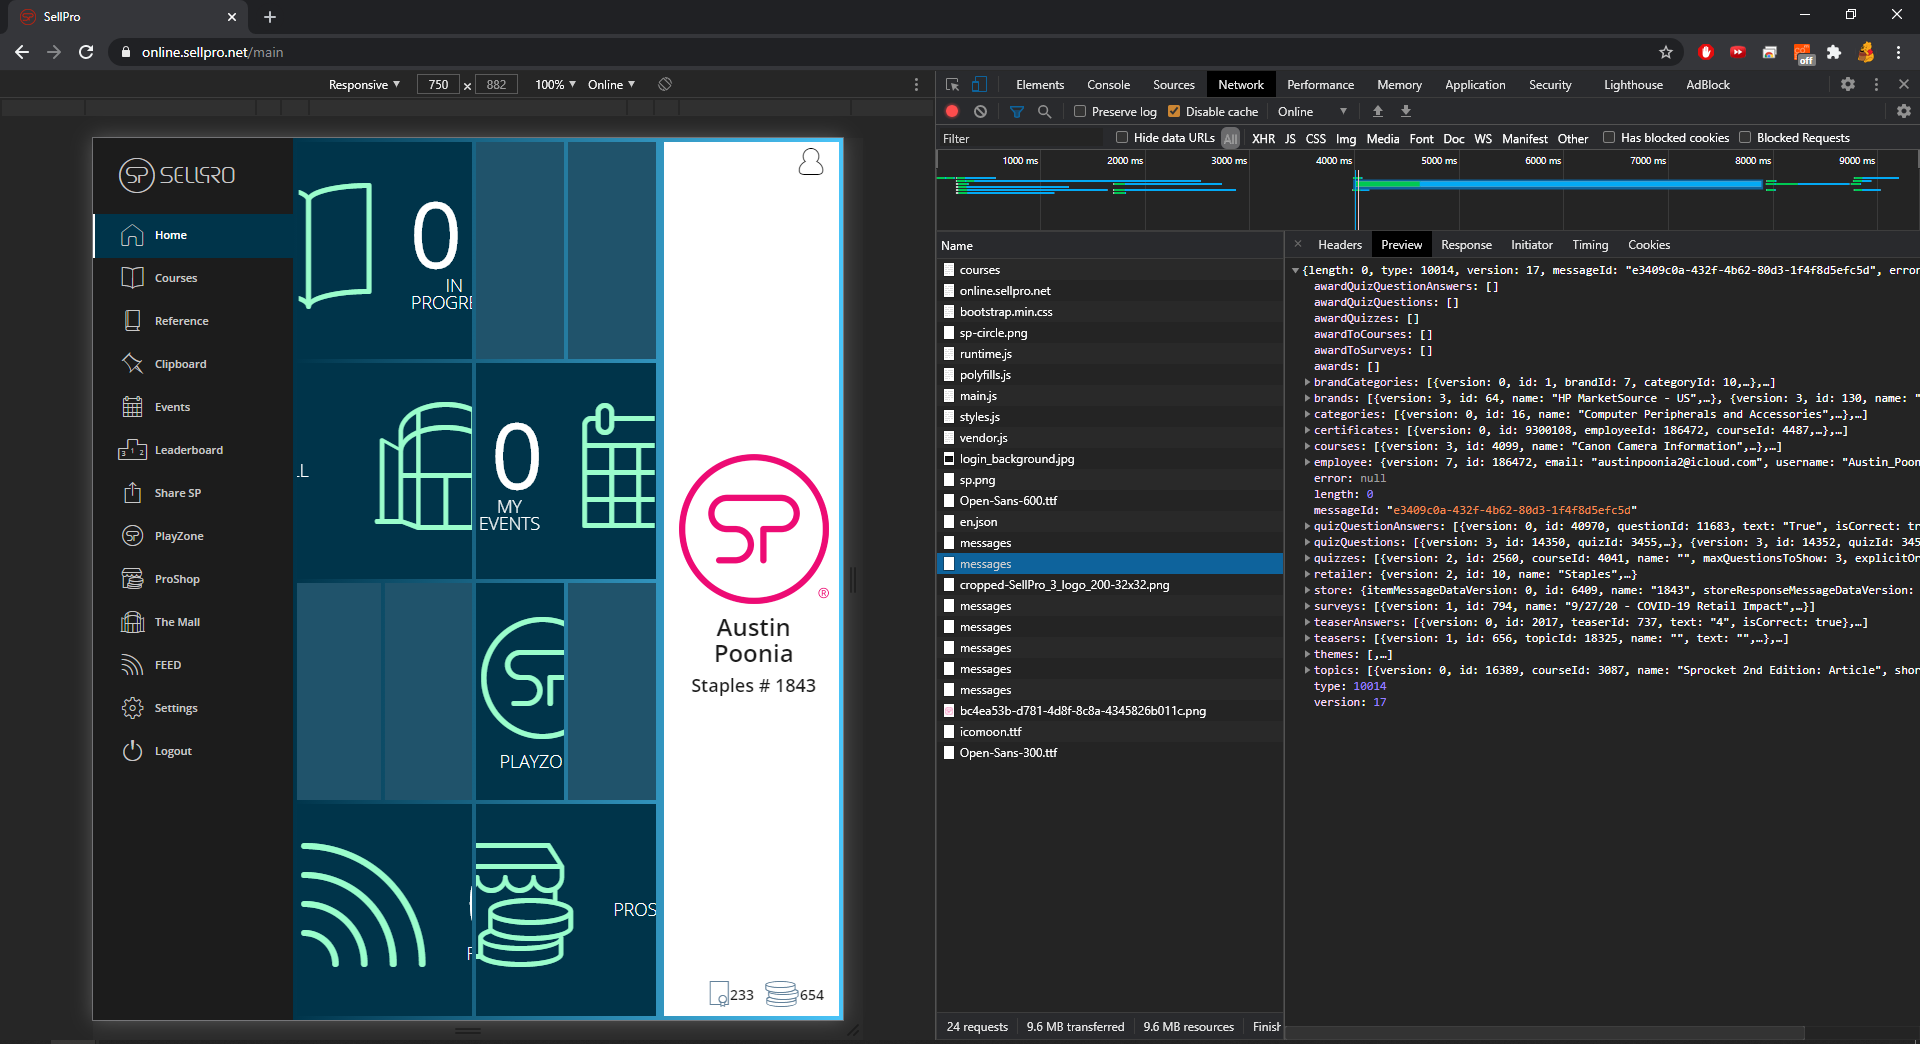 SellPro
online.sellpro.net/main
off
Responsive
750
x
882
100%
Online
SP SELLPRO
Home
Courses
Reference
Clipboard
Events
3 1 2
Leaderboard
Share SP
PlayZone
ProShop
The Mall
FEED
Settings
Logout
0
IN
PROGRE
LL
0
MY
EVENTS
SP
PLAYZO
F
PROS
SP
®
Austin
Poonia
Staples # 1843
233
654
Elements Console Sources Network Performance Memory Application Security Lighthouse AdBlock
Preserve log Disable cache Online
Filter Hide data URLs All XHR JS CSS Img Media Font Doc WS Manifest Other Has blocked cookies Blocked Requests
1000 ms 2000 ms 3000 ms 4000 ms 5000 ms 6000 ms 7000 ms 8000 ms 9000 ms
Name
courses
online.sellpro.net
bootstrap.min.css
sp-circle.png
runtime.js
polyfills.js
main.js
styles.js
vendor.js
login_background.jpg
sp.png
Open-Sans-600.ttf
en.json
messages
messages
cropped-SellPro_3_logo_200-32x32.png
messages
messages
messages
messages
messages
bc4ea53b-d781-4d8f-8c8a-4345826b011c.png
icomoon.ttf
Open-Sans-300.ttf
24 requests 9.6 MB transferred 9.6 MB resources Finish
Headers Preview Response Initiator Timing Cookies
{length: 0, type: 10014, version: 17, messageId: "e3409c0a-432f-4b62-80d3-1f4f8d5efc5d", error
awardQuizQuestionAnswers: []
awardQuizQuestions: []
awardQuizzes: []
awardToCourses: []
awardToSurveys: []
awards: []
brandCategories: [{version: 0, id: 1, brandId: 7, categoryId: 10,…},…]
brands: [{version: 3, id: 64, name: "HP MarketSource - US",…}, {version: 3, id: 130, name: "
categories: [{version: 0, id: 16, name: "Computer Peripherals and Accessories",…},…]
certificates: [{version: 0, id: 9300108, employeeId: 186472, courseId: 4487,…},…]
courses: [{version: 3, id: 4099, name: "Canon Camera Information",…},…]
employee: {version: 7, id: 186472, email: "austinpoonia2@icloud.com", username: "Austin_Poon
error: null
length: 0
messageId: "e3409c0a-432f-4b62-80d3-1f4f8d5efc5d"
quizQuestionAnswers: [{version: 0, id: 40970, questionId: 11683, text: "True", isCorrect: tr
quizQuestions: [{version: 3, id: 14350, quizId: 3455,…}, {version: 3, id: 14352, quizId: 345
quizzes: [{version: 2, id: 2560, courseId: 4041, name: "", maxQuestionsToShow: 3, explicitOr
retailer: {version: 2, id: 10, name: "Staples",…}
store: {itemMessageDataVersion: 0, id: 6409, name: "1843", storeResponseMessageDataVersion:
surveys: [{version: 1, id: 794, name: "9/27/20 - COVID-19 Retail Impact",…}]
teaserAnswers: [{version: 0, id: 2017, teaserId: 737, text: "4", isCorrect: true},…]
teasers: [{version: 1, id: 656, topicId: 18325, name: "", text: "",…},…]
themes: [,…]
topics: [{version: 0, id: 16389, courseId: 3087, name: "Sprocket 2nd Edition: Article", shor
type: 10014
version: 17